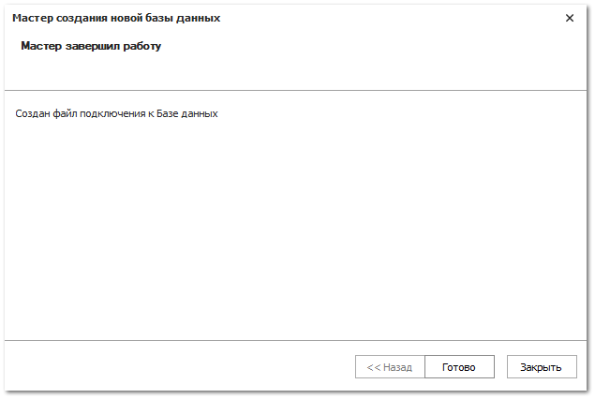 Мастер создания новой базы данных
Мастер завершил работу
Создан файл подключения к Базе данных
<< Назад
Готово
Закрыть